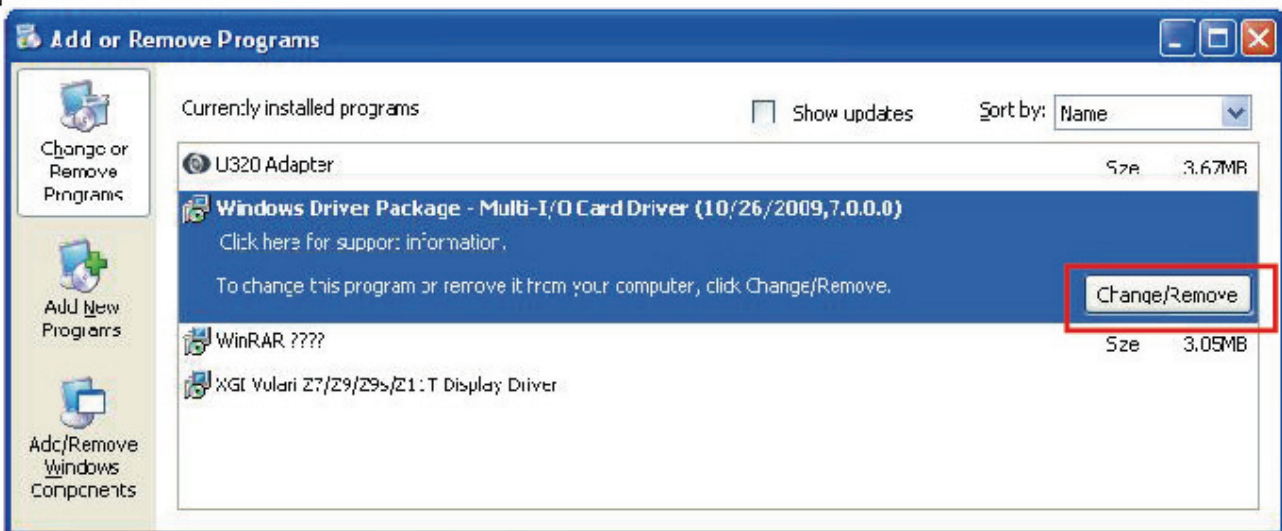 Add or Remove Programs
Change or
Remove
Programs
Add New
Programs
Add/Remove
Windows
Components
Currently installed programs
Show updates
Sort by: Name
U320 Adapter
Size 3.67MB
Windows Driver Package - Multi-I/O Card Driver (10/26/2009,7.0.0.0)
Click here for support information.
To change this program or remove it from your computer, click Change/Remove.
Change/Remove
WinRAR ????
Size 3.05MB
XGI Volari Z7/Z9/Z9s/Z11T Display Driver